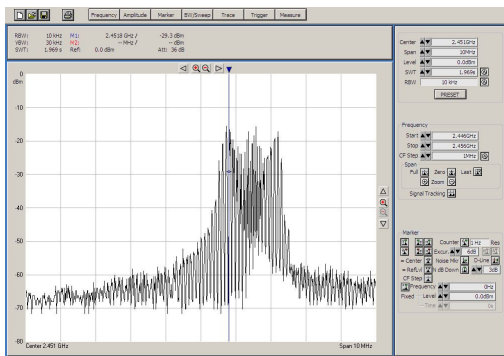 Frequency Amplitude Marker BW/Sweep Trace Trigger Measure
RBW: 10 kHz M1: 2.4518 GHz / -29.3 dBm
VBW: 30 kHz M2: -- MHz / -- dBm
SWT: 1.969 s Ref: 0.0 dBm Att: 36 dB
0
dBm
-10
-20
-30
-40
-50
-60
-70
-80
Center 2.451 GHz Span 10 MHz
Center 2.451GHz
Span 10MHz
Level 0.0dBm
SWT 1.969s
RBW 10 kHz
PRESET
Frequency
Start 2.446GHz
Stop 2.456GHz
CF Step 1MHz
Span
Full Zero Last
Zoom
Signal Tracking
Marker
Counter 1 Hz Res
Excur. 6dB
= Center Noise Mkr D-Line
= RefLvl N dB Down 3dB
CF Step
Frequency 0Hz
Fixed Level 0.0dBm
Time 0s